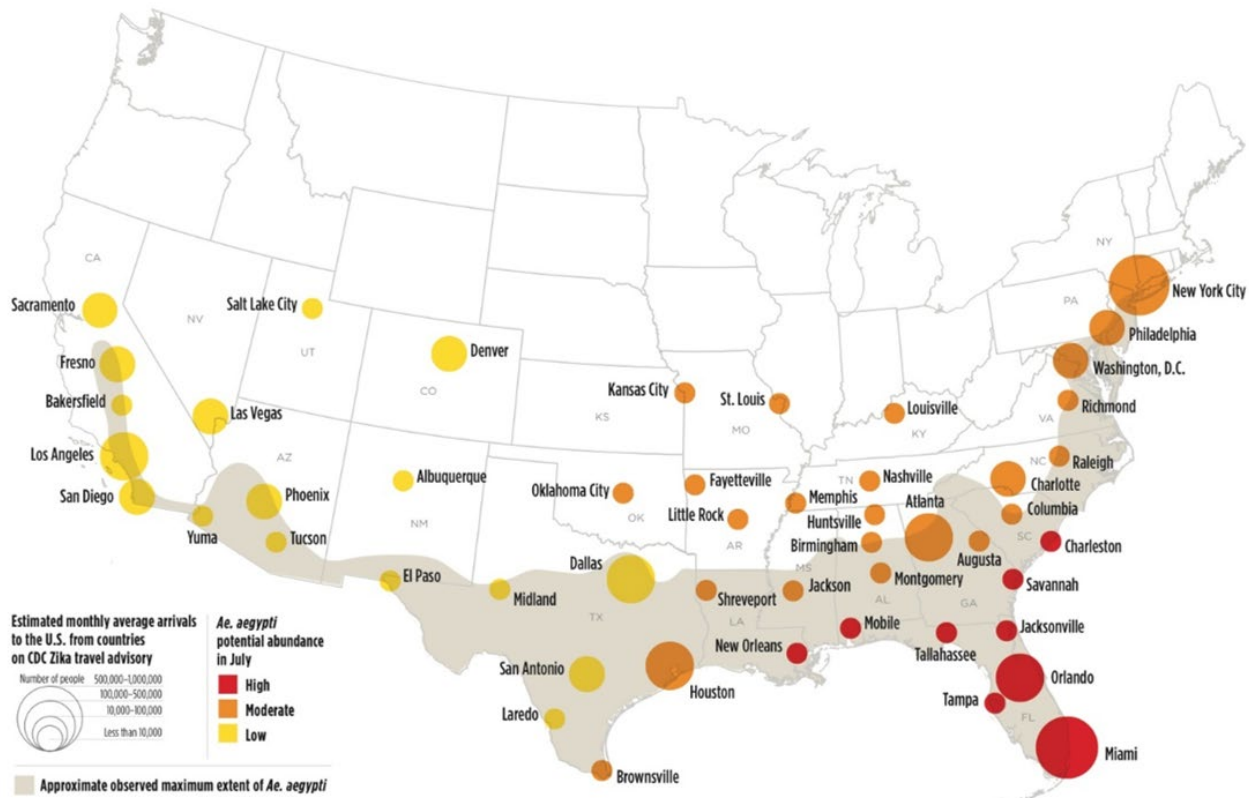 NY
CA
PA
New York City
Sacramento
Salt Lake City
NV
Philadelphia
UT
Denver
Fresno
Washington, D.C.
CO
Kansas City
St. Louis
Bakersfield
Las Vegas
Louisville
Richmond
KS
MO
VA
KY
Los Angeles
AZ
NC
Raleigh
Albuquerque
Fayetteville
TN
Nashville
San Diego
Phoenix
Oklahoma City
Charlotte
Memphis
Atlanta
NM
OK
Little Rock
Huntsville
Columbia
Yuma
Tucson
AR
Birmingham
SC
Charleston
Augusta
Dallas
MS
El Paso
Montgomery
Midland
Shreveport
Jackson
Savannah
AL
GA
TX
LA
Mobile
Jacksonville
New Orleans
Tallahassee
San Antonio
Orlando
Houston
Tampa
Laredo
FL
Miami
Brownsville
Estimated monthly average arrivals
to the U.S. from countries
on CDC Zika travel advisory
Number of people
500,000–1,000,000
100,000–500,000
10,000–100,000
Less than 10,000
Ae. aegypti
potential abundance
in July
High
Moderate
Low
Approximate observed maximum extent of Ae. aegypti